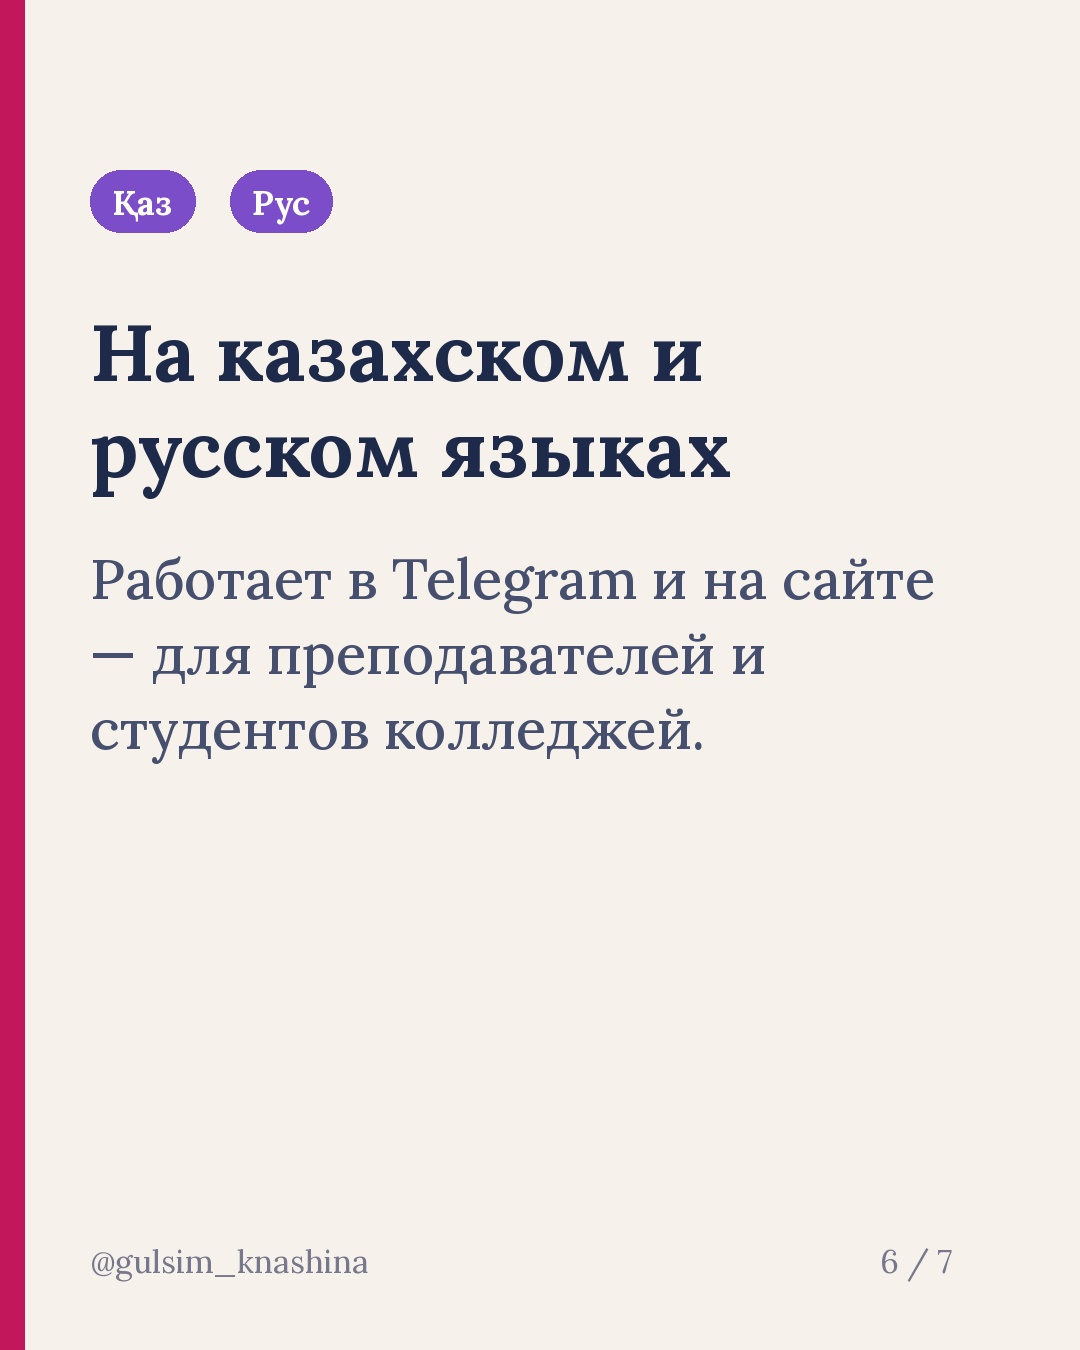 Қаз Рус
На казахском и
русском языках
Работает в Telegram и на сайте
— для преподавателей и
студентов колледжей.
@gulsim_knashina 6 / 7